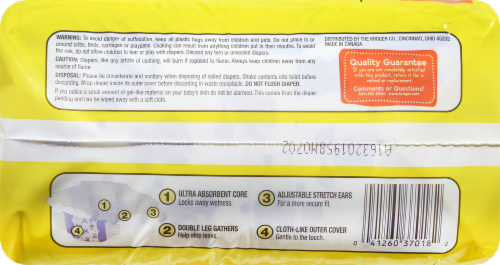 WARNING: To avoid danger of suffocation, keep all plastic bags away from children and pets. Do not place in or
around cribs, beds, carriages or playpens. Choking can result from anything children put in their mouths. To avoid
the risk, do not allow children to tear or play with diapers. Discard any torn or unsealed diapers.
CAUTION: Diapers, like any article of clothing, will burn if exposed to flame. Always keep children away from any
source of flame.
DISPOSAL: Please be considerate and sanitary when disposing of soiled diapers. Shake contents into toilet before
discarding. Wrap diaper inside its outer cover before discarding in waste receptacle. DO NOT FLUSH DIAPER.
If you notice a small amount of gel-like material on your baby's skin do not be alarmed. This comes from the diaper
padding and can be wiped away with a soft cloth.
DISTRIBUTED BY THE KROGER CO., CINCINNATI, OHIO 45202
MADE IN CANADA
Quality Guarantee
If you are not completely satisfied
with this product, return it for a
refund or replacement.
Comments or Questions?
www.kroger.com
A1632019S8M0702
1 ULTRA ABSORBENT CORE
Locks away wetness.
2 DOUBLE LEG GATHERS
Help stop leaks.
3 ADJUSTABLE STRETCH EARS
For a more secure fit.
4 CLOTH-LIKE OUTER COVER
Gentle to the touch.
1
2
3
4
0 41260 37018 2